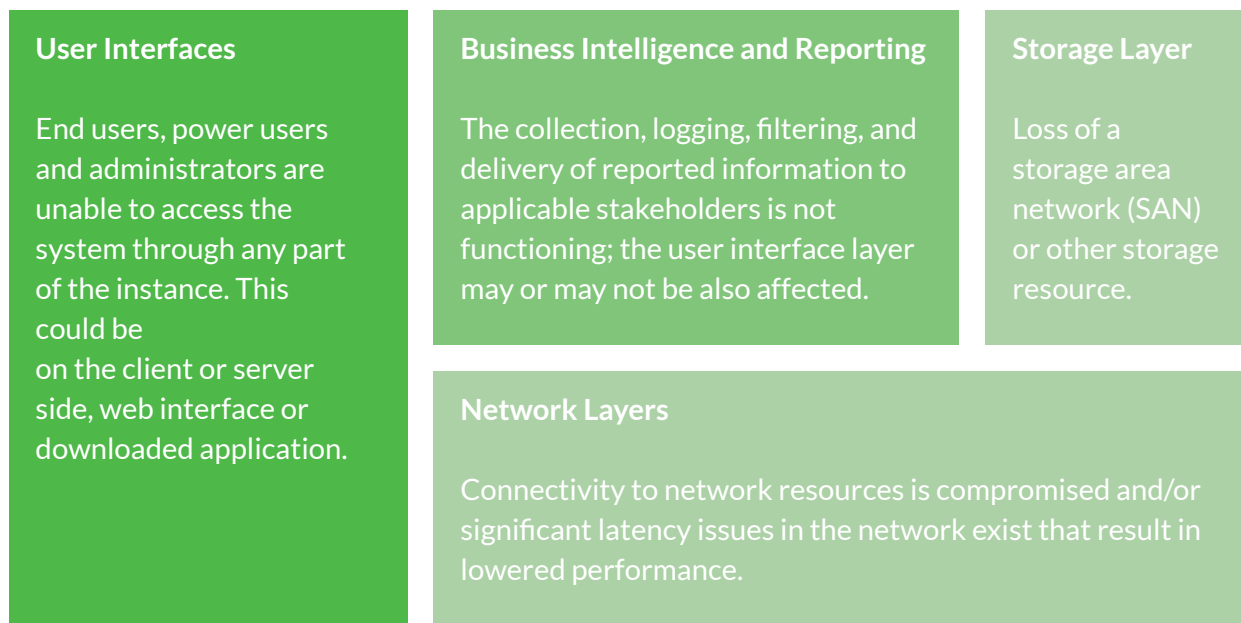 User Interfaces
End users, power users
and administrators are
unable to access the
system through any part
of the instance. This
could be
on the client or server
side, web interface or
downloaded application.
Business Intelligence and Reporting
The collection, logging, filtering, and
delivery of reported information to
applicable stakeholders is not
functioning; the user interface layer
may or may not be also affected.
Storage Layer
Loss of a
storage area
network (SAN)
or other storage
resource.
Network Layers
Connectivity to network resources is compromised and/or
significant latency issues in the network exist that result in
lowered performance.